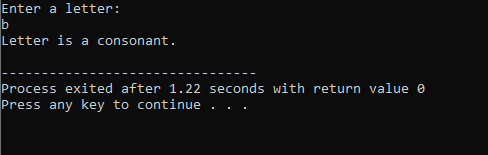 Enter a letter:
b
Letter is a consonant.
--------------------------------
Process exited after 1.22 seconds with return value 0
Press any key to continue . . .